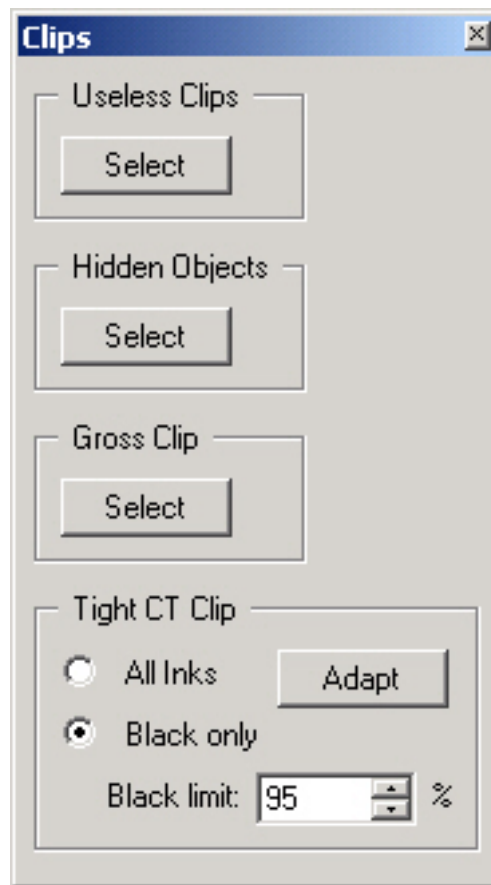 Clips
Useless Clips
Select
Hidden Objects
Select
Gross Clip
Select
Tight CT Clip
All Inks
Adapt
Black only
Black limit: 95 %